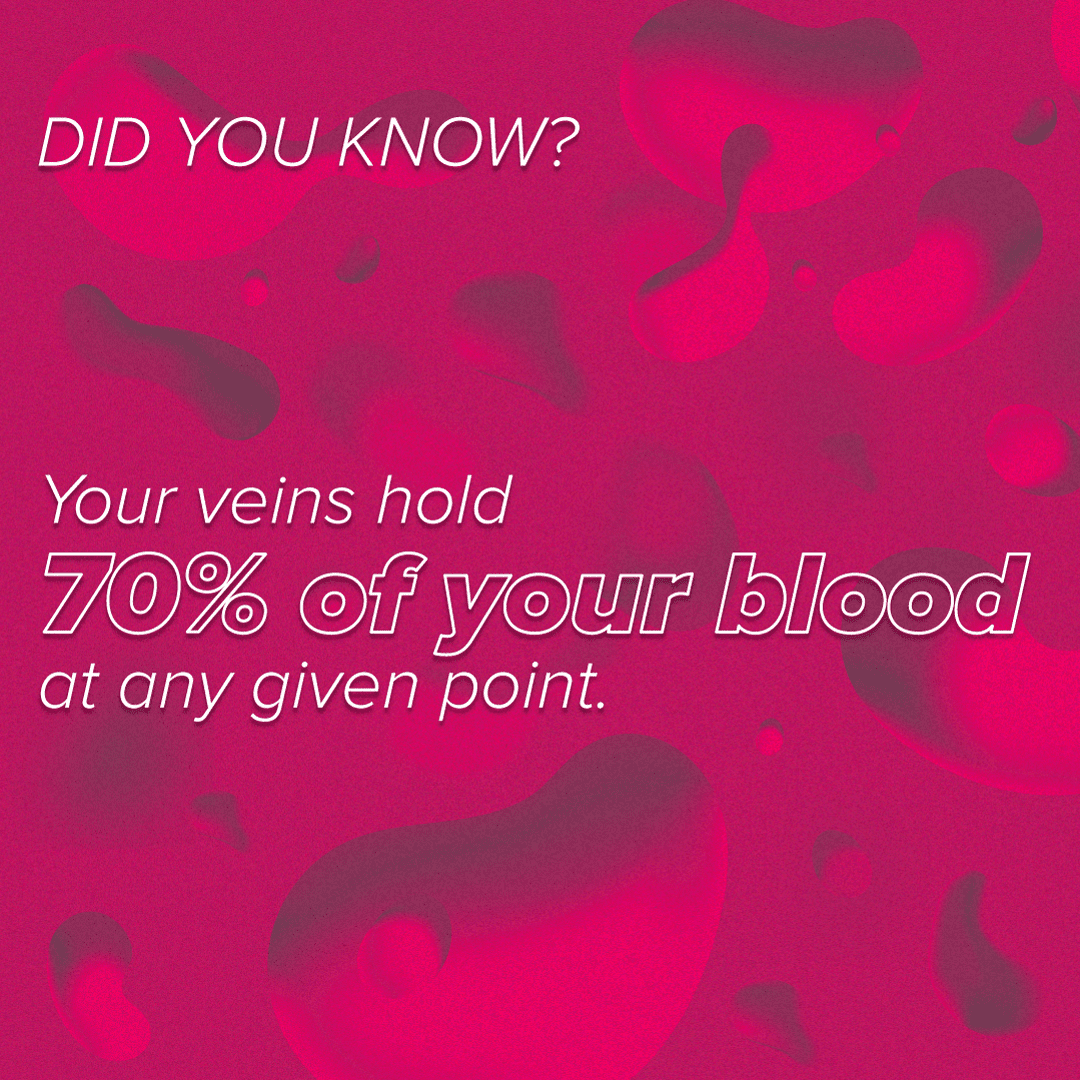 DID YOU KNOW?
Your veins hold
70% of your blood
at any given point.